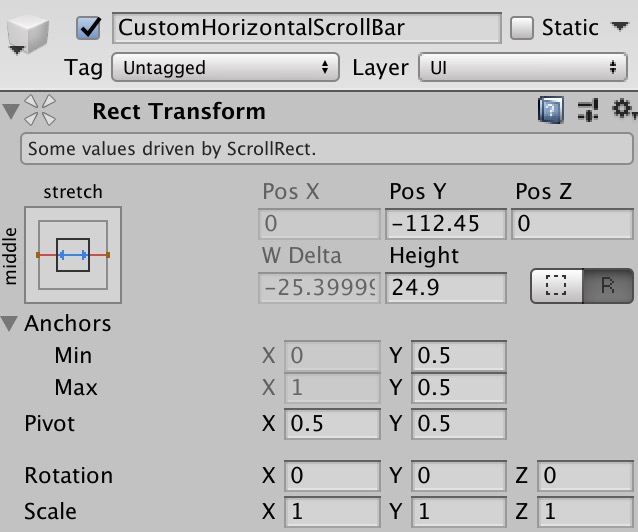 CustomHorizontalScrollBar
Static
Tag Untagged Layer UI
Rect Transform
Some values driven by ScrollRect.
stretch
middle
Pos X Pos Y Pos Z
0 -112.45 0
W Delta Height
-25.39999 24.9
R
Anchors
Min X 0 Y 0.5
Max X 1 Y 0.5
Pivot X 0.5 Y 0.5
Rotation X 0 Y 0 Z 0
Scale X 1 Y 1 Z 1